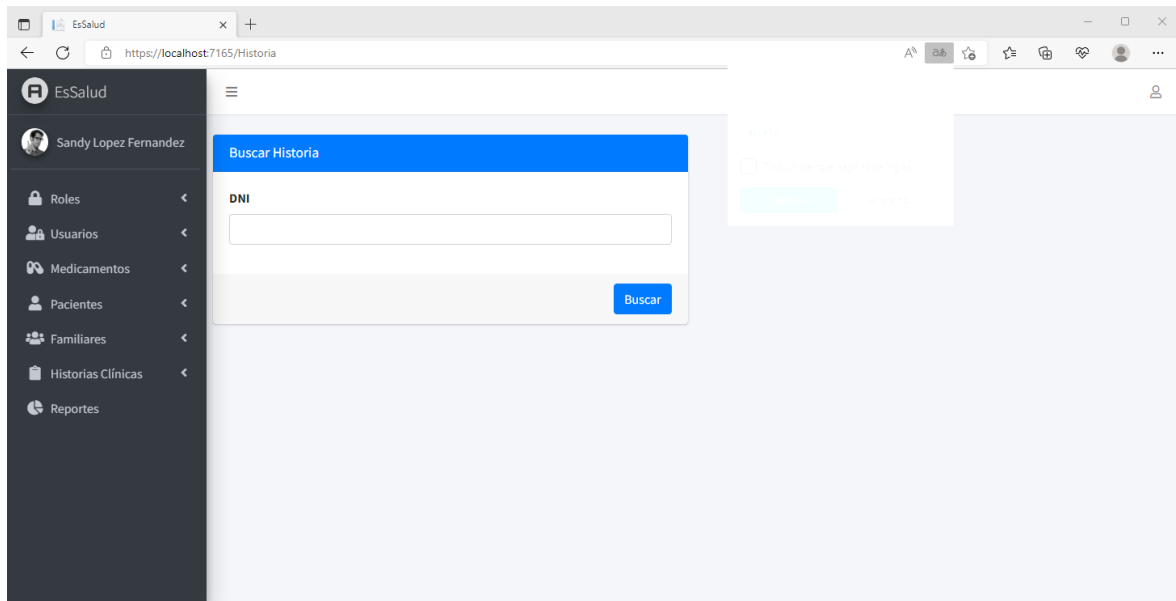 EsSalud
https://localhost:7165/Historia
EsSalud
Sandy Lopez Fernandez
Buscar Historia
DNI
Buscar
Roles
Usuarios
Medicamentos
Pacientes
Familiares
Historias Clínicas
Reportes